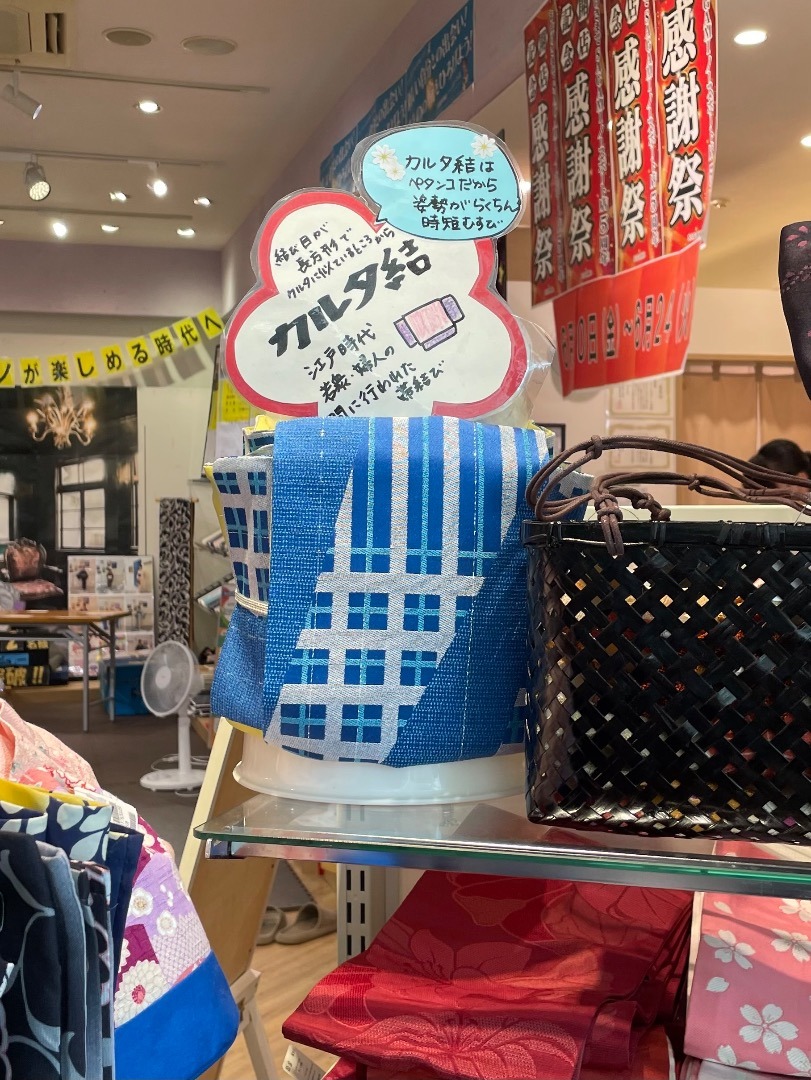 カルタ結は
ペタンコだから
姿勢がらくちん
時短むすび
結び目が
長方形で
カルタに似ているところから
カルタ結
江戸時代
若衆、婦人の
間に行われた
帯結び
感謝祭
感謝祭
感謝祭
感謝祭
が楽しめる時代へ